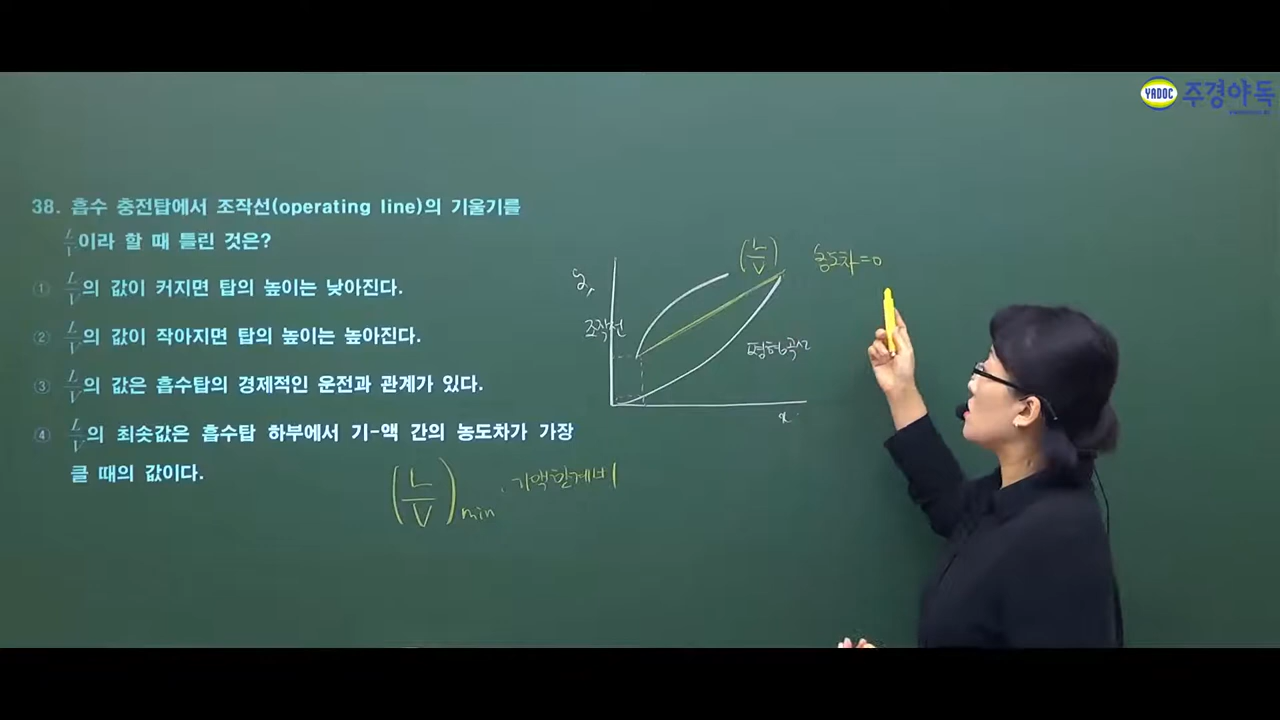 YADOC 주경야독
38. 흡수 충전탑에서 조작선(operating line)의 기울기를
L/V이라 할 때 틀린 것은?
① L/V의 값이 커지면 탑의 높이는 낮아진다.
② L/V의 값이 작아지면 탑의 높이는 높아진다.
③ L/V의 값은 흡수탑의 경제적인 운전과 관계가 있다.
④ L/V의 최솟값은 흡수탑 하부에서 기-액 간의 농도차가 가장
클 때의 값이다.
(L/V)min 기액한계비
(L/V)
농도차=0
y
조작선
평형곡선
x